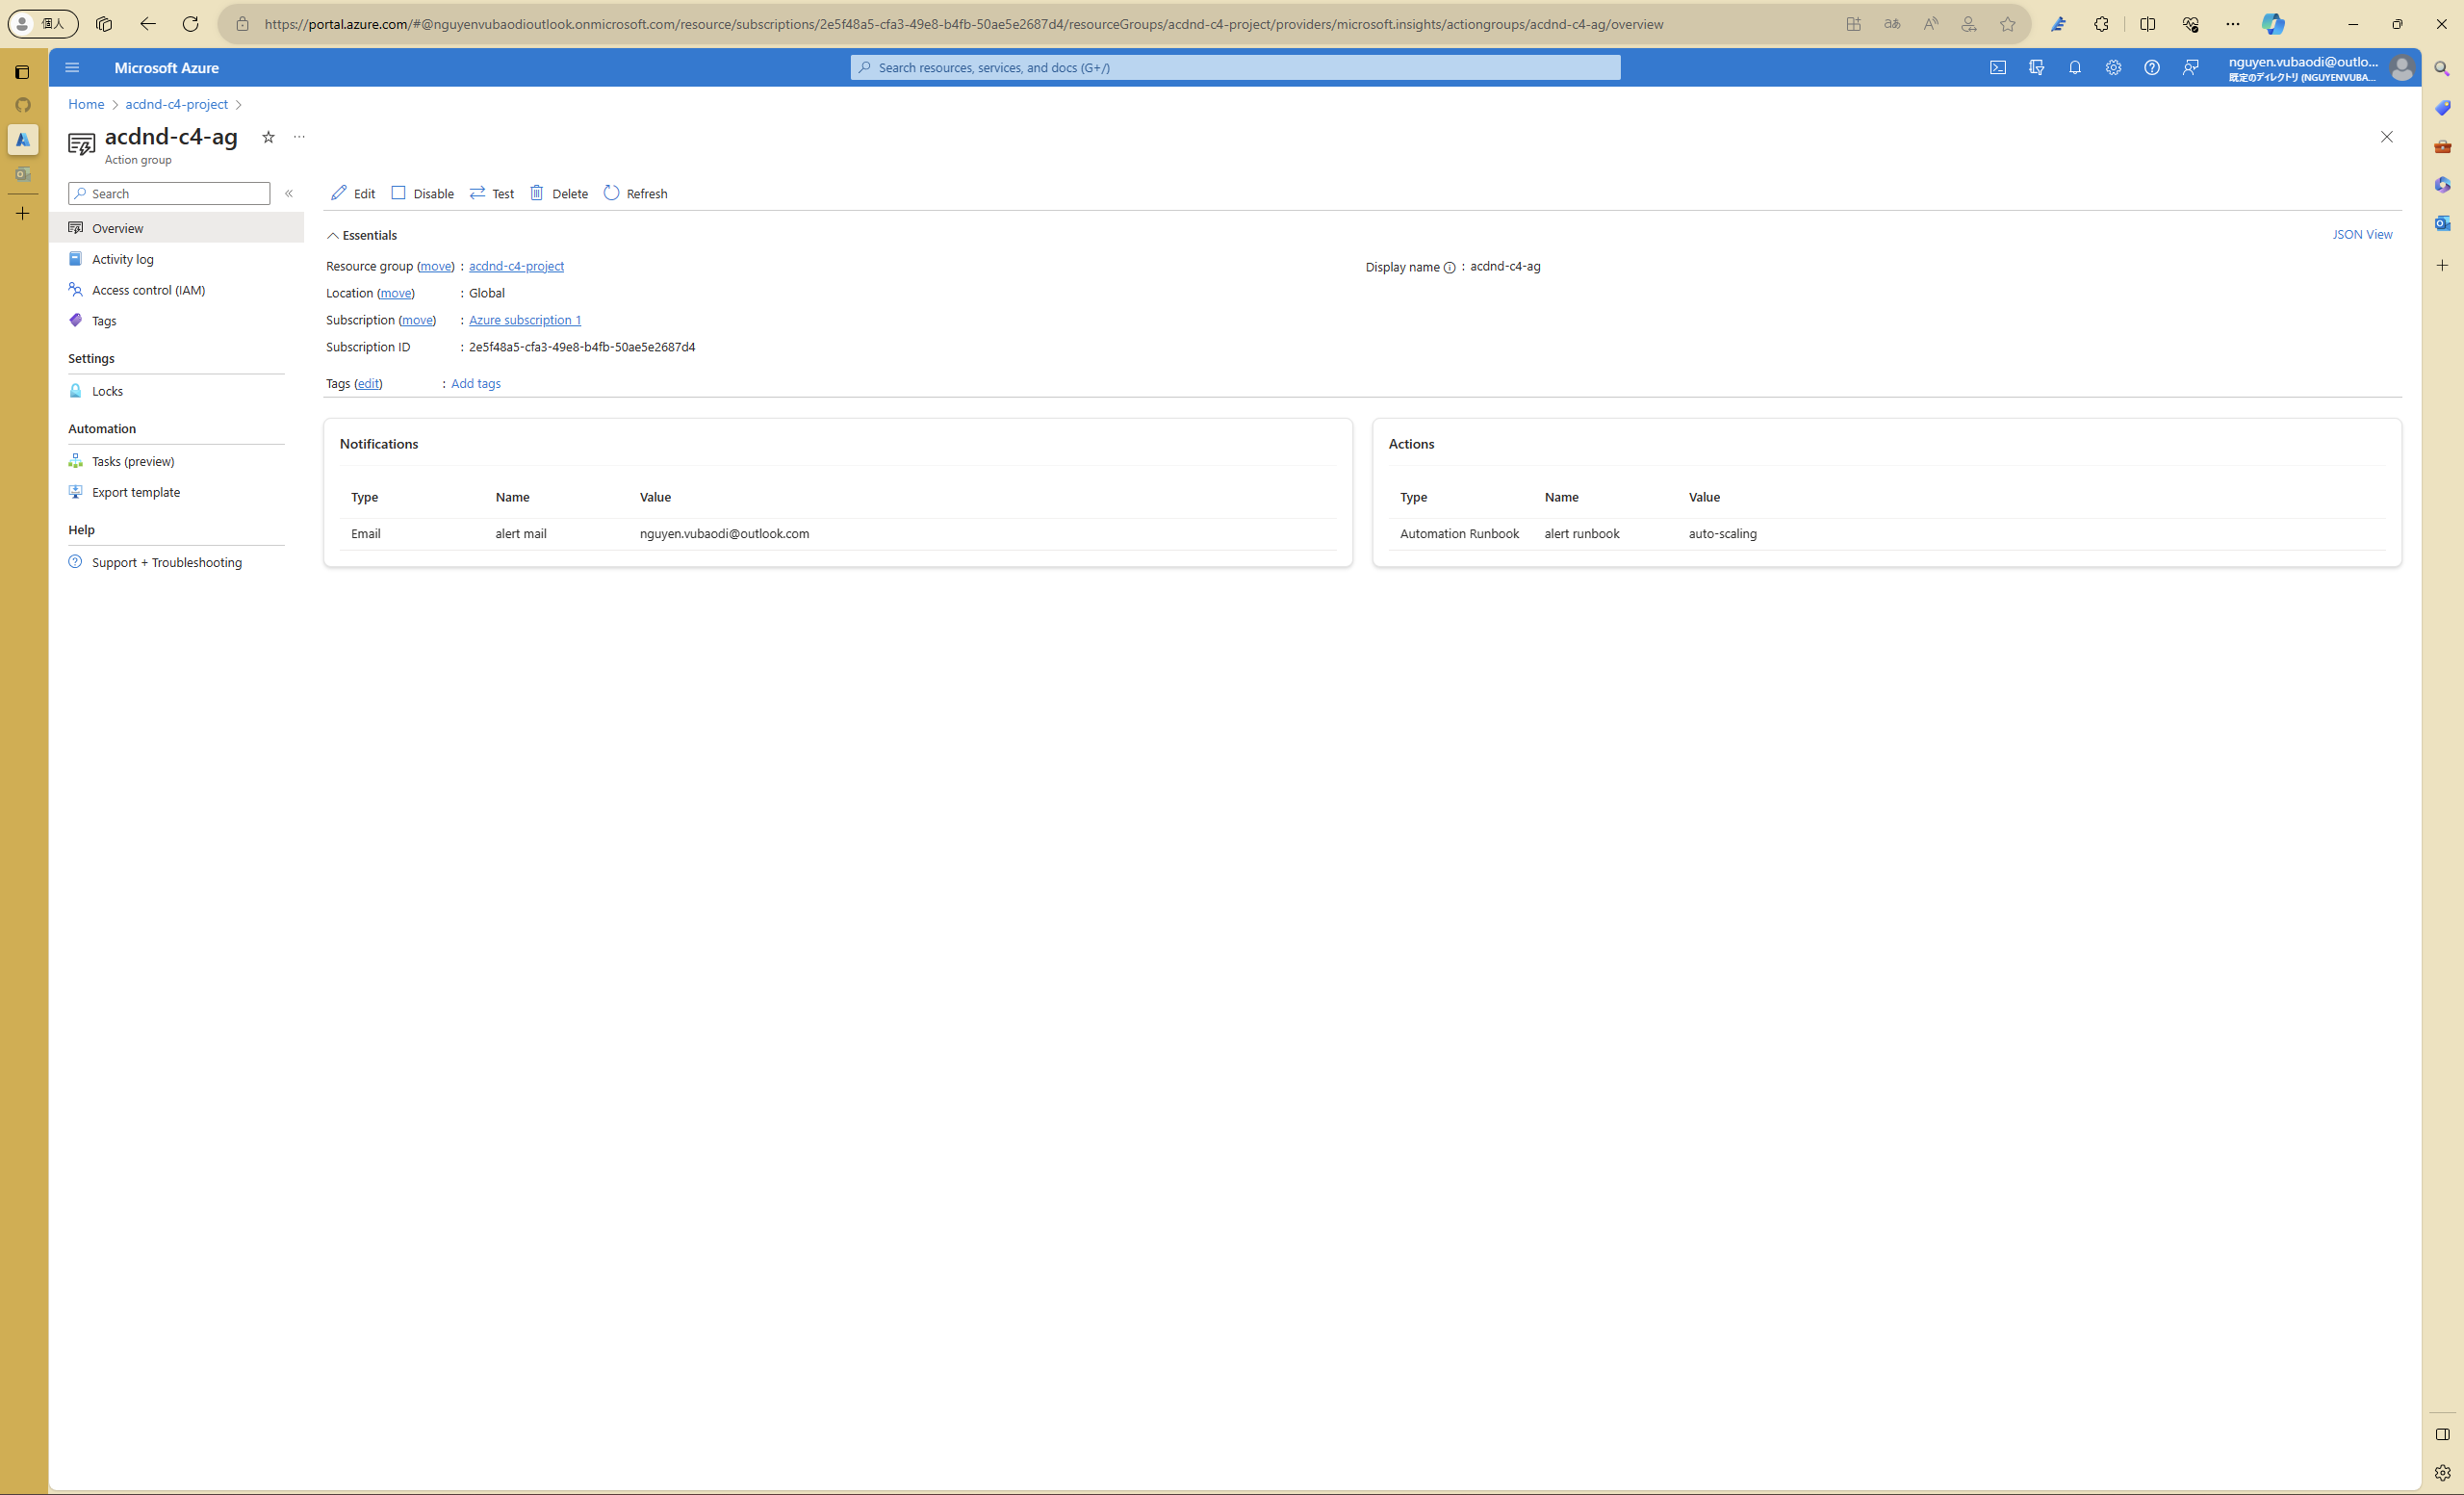 個人
https://portal.azure.com/#@nguyenvubaodioutlook.onmicrosoft.com/resource/subscriptions/2e5f48a5-cfa3-49e8-b4fb-50ae5e2687d4/resourceGroups/acdnd-c4-project/providers/microsoft.insights/actiongroups/acdnd-c4-ag/overview
Microsoft Azure
Search resources, services, and docs (G+/)
nguyen.vubaodi@outlo...
既定のディレクトリ (NGUYENVUBA...
Home > acdnd-c4-project >
acdnd-c4-ag
Action group
Search
Edit Disable Test Delete Refresh
Overview
Activity log
Access control (IAM)
Tags
Settings
Locks
Automation
Tasks (preview)
Export template
Help
Support + Troubleshooting
Essentials
JSON View
Resource group (move) : acdnd-c4-project
Location (move) : Global
Subscription (move) : Azure subscription 1
Subscription ID : 2e5f48a5-cfa3-49e8-b4fb-50ae5e2687d4
Display name : acdnd-c4-ag
Tags (edit) : Add tags
Notifications
Type Name Value
Email alert mail nguyen.vubaodi@outlook.com
Actions
Type Name Value
Automation Runbook alert runbook auto-scaling